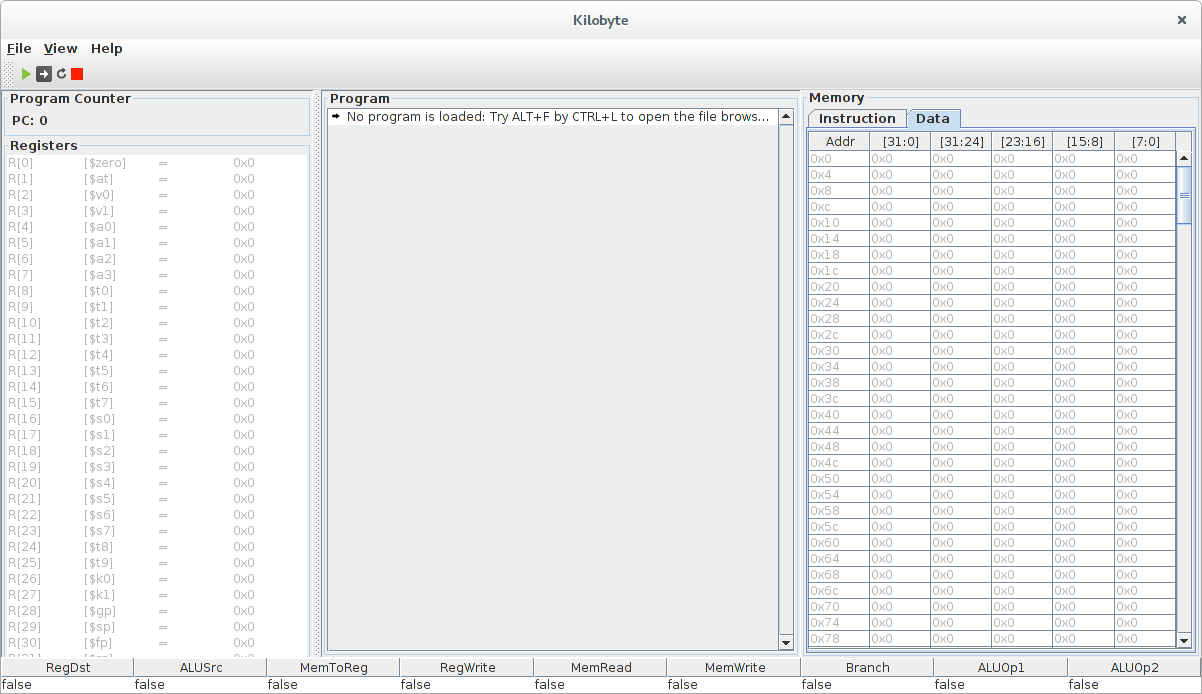 Kilobyte
File View Help
Program Counter
PC: 0
Registers
R[0] [$zero] = 0x0
R[1] [$at] = 0x0
R[2] [$v0] = 0x0
R[3] [$v1] = 0x0
R[4] [$a0] = 0x0
R[5] [$a1] = 0x0
R[6] [$a2] = 0x0
R[7] [$a3] = 0x0
R[8] [$t0] = 0x0
R[9] [$t1] = 0x0
R[10] [$t2] = 0x0
R[11] [$t3] = 0x0
R[12] [$t4] = 0x0
R[13] [$t5] = 0x0
R[14] [$t6] = 0x0
R[15] [$t7] = 0x0
R[16] [$s0] = 0x0
R[17] [$s1] = 0x0
R[18] [$s2] = 0x0
R[19] [$s3] = 0x0
R[20] [$s4] = 0x0
R[21] [$s5] = 0x0
R[22] [$s6] = 0x0
R[23] [$s7] = 0x0
R[24] [$t8] = 0x0
R[25] [$t9] = 0x0
R[26] [$k0] = 0x0
R[27] [$k1] = 0x0
R[28] [$gp] = 0x0
R[29] [$sp] = 0x0
R[30] [$fp] = 0x0
Program
No program is loaded: Try ALT+F by CTRL+L to open the file brows...
Memory
Instruction Data
Addr [31:0] [31:24] [23:16] [15:8] [7:0]
0x0 0x0 0x0 0x0 0x0 0x0
0x4 0x0 0x0 0x0 0x0 0x0
0x8 0x0 0x0 0x0 0x0 0x0
0xc 0x0 0x0 0x0 0x0 0x0
0x10 0x0 0x0 0x0 0x0 0x0
0x14 0x0 0x0 0x0 0x0 0x0
0x18 0x0 0x0 0x0 0x0 0x0
0x1c 0x0 0x0 0x0 0x0 0x0
0x20 0x0 0x0 0x0 0x0 0x0
0x24 0x0 0x0 0x0 0x0 0x0
0x28 0x0 0x0 0x0 0x0 0x0
0x2c 0x0 0x0 0x0 0x0 0x0
0x30 0x0 0x0 0x0 0x0 0x0
0x34 0x0 0x0 0x0 0x0 0x0
0x38 0x0 0x0 0x0 0x0 0x0
0x3c 0x0 0x0 0x0 0x0 0x0
0x40 0x0 0x0 0x0 0x0 0x0
0x44 0x0 0x0 0x0 0x0 0x0
0x48 0x0 0x0 0x0 0x0 0x0
0x4c 0x0 0x0 0x0 0x0 0x0
0x50 0x0 0x0 0x0 0x0 0x0
0x54 0x0 0x0 0x0 0x0 0x0
0x58 0x0 0x0 0x0 0x0 0x0
0x5c 0x0 0x0 0x0 0x0 0x0
0x60 0x0 0x0 0x0 0x0 0x0
0x64 0x0 0x0 0x0 0x0 0x0
0x68 0x0 0x0 0x0 0x0 0x0
0x6c 0x0 0x0 0x0 0x0 0x0
0x70 0x0 0x0 0x0 0x0 0x0
0x74 0x0 0x0 0x0 0x0 0x0
0x78 0x0 0x0 0x0 0x0 0x0
RegDst ALUSrc MemToReg RegWrite MemRead MemWrite Branch ALUOp1 ALUOp2
false false false false false false false false false